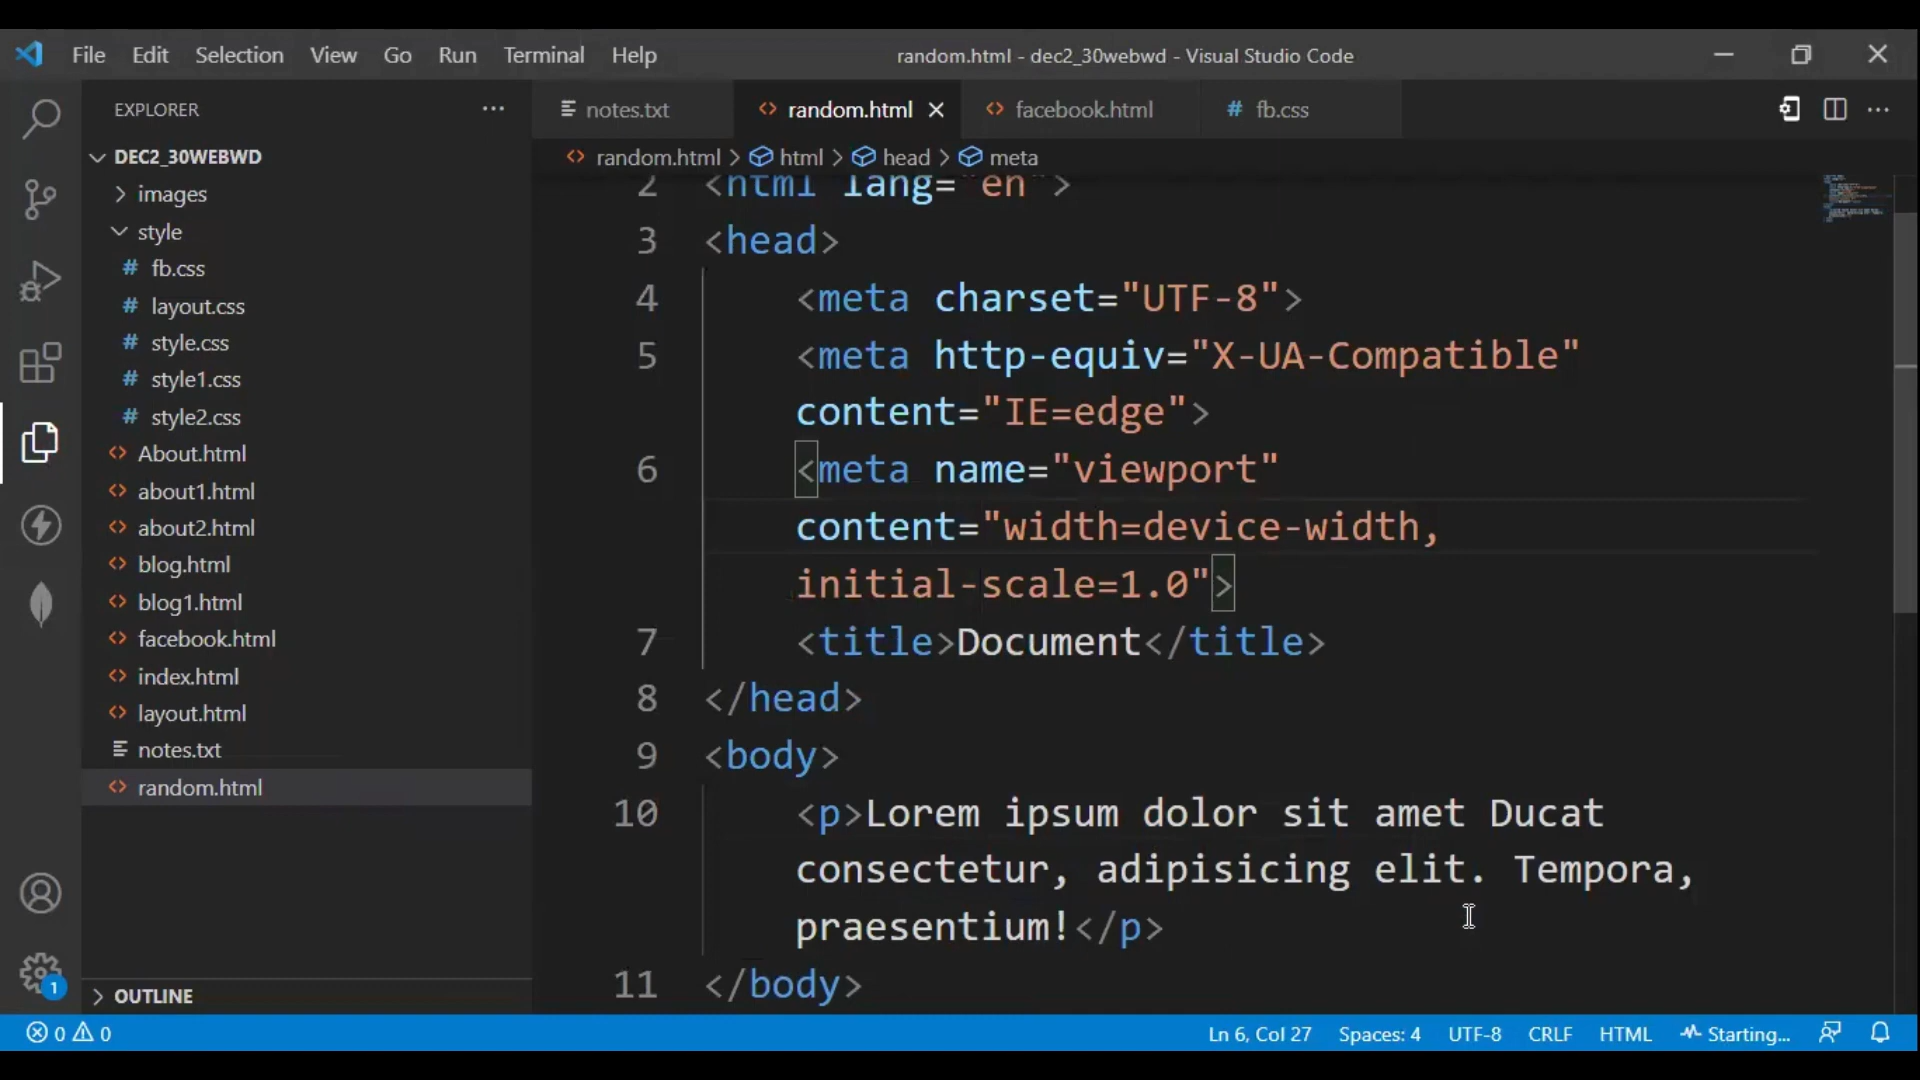 File Edit Selection View Go Run Terminal Help random.html - dec2_30webwd - Visual Studio Code
EXPLORER
DEC2_30WEBWD
images
style
fb.css
layout.css
style.css
style1.css
style2.css
About.html
about1.html
about2.html
blog.html
blog1.html
facebook.html
index.html
layout.html
notes.txt
random.html
OUTLINE
notes.txt random.html facebook.html fb.css
random.html > html > head > meta
2 <html lang="en">
3 <head>
4 <meta charset="UTF-8">
5 <meta http-equiv="X-UA-Compatible"
content="IE=edge">
6 <meta name="viewport"
content="width=device-width,
initial-scale=1.0">
7 <title>Document</title>
8 </head>
9 <body>
10 <p>Lorem ipsum dolor sit amet Ducat
consectetur, adipisicing elit. Tempora,
praesentium!</p>
11 </body>
1
0 0 Ln 6, Col 27 Spaces: 4 UTF-8 CRLF HTML Starting...